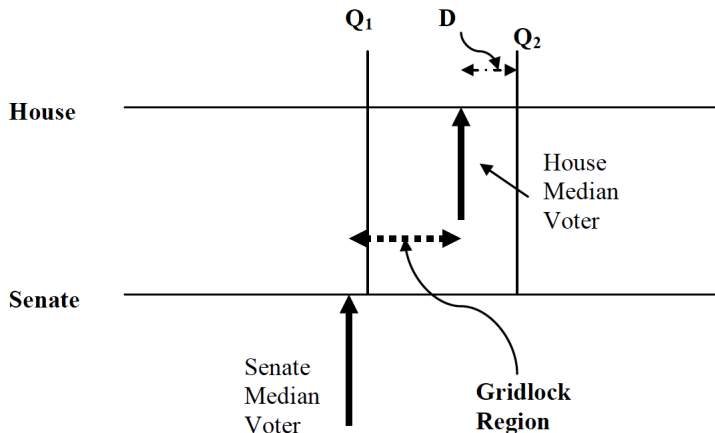 Q1 D Q2
House
House
Median
Voter
Senate
Senate
Median
Voter
Gridlock
Region